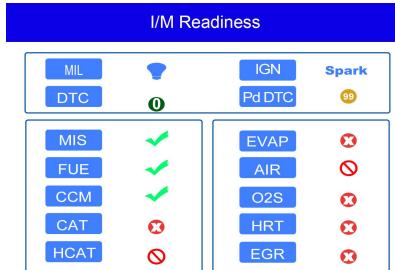 I/M Readiness
MIL IGN Spark
DTC 0 Pd DTC 99
MIS EVAP
FUE AIR
CCM O2S
CAT HRT
HCAT EGR